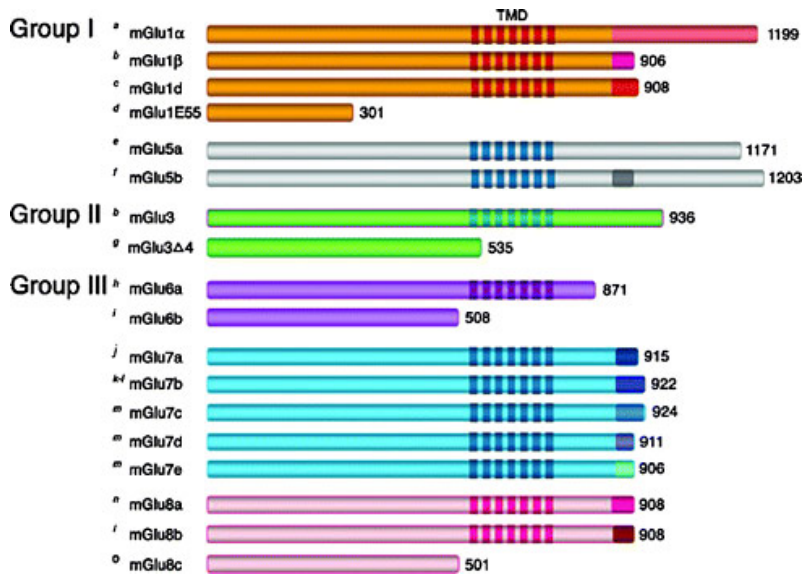 TMD
Group I a mGlu1α 1199
b mGlu1β 906
c mGlu1d 908
d mGlu1E55 301
e mGlu5a 1171
f mGlu5b 1203
Group II b mGlu3 936
g mGlu3Δ4 535
Group III h mGlu6a 871
i mGlu6b 508
j mGlu7a 915
k-l mGlu7b 922
m mGlu7c 924
m mGlu7d 911
m mGlu7e 906
n mGlu8a 908
l mGlu8b 908
o mGlu8c 501